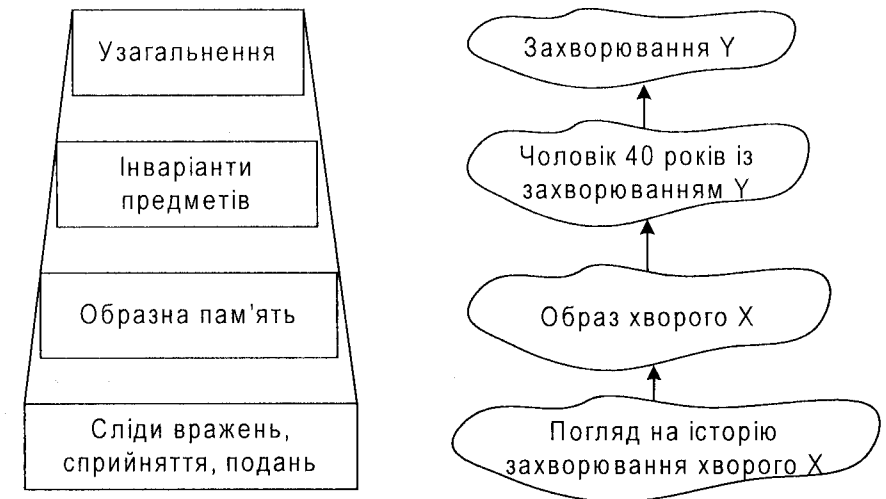 Узагальнення
Інваріанти
предметів
Образна пам'ять
Сліди вражень,
сприйняття, подань
Захворювання Y
Чоловік 40 років із
захворюванням Y
Образ хворого X
Погляд на історію
захворювання хворого X